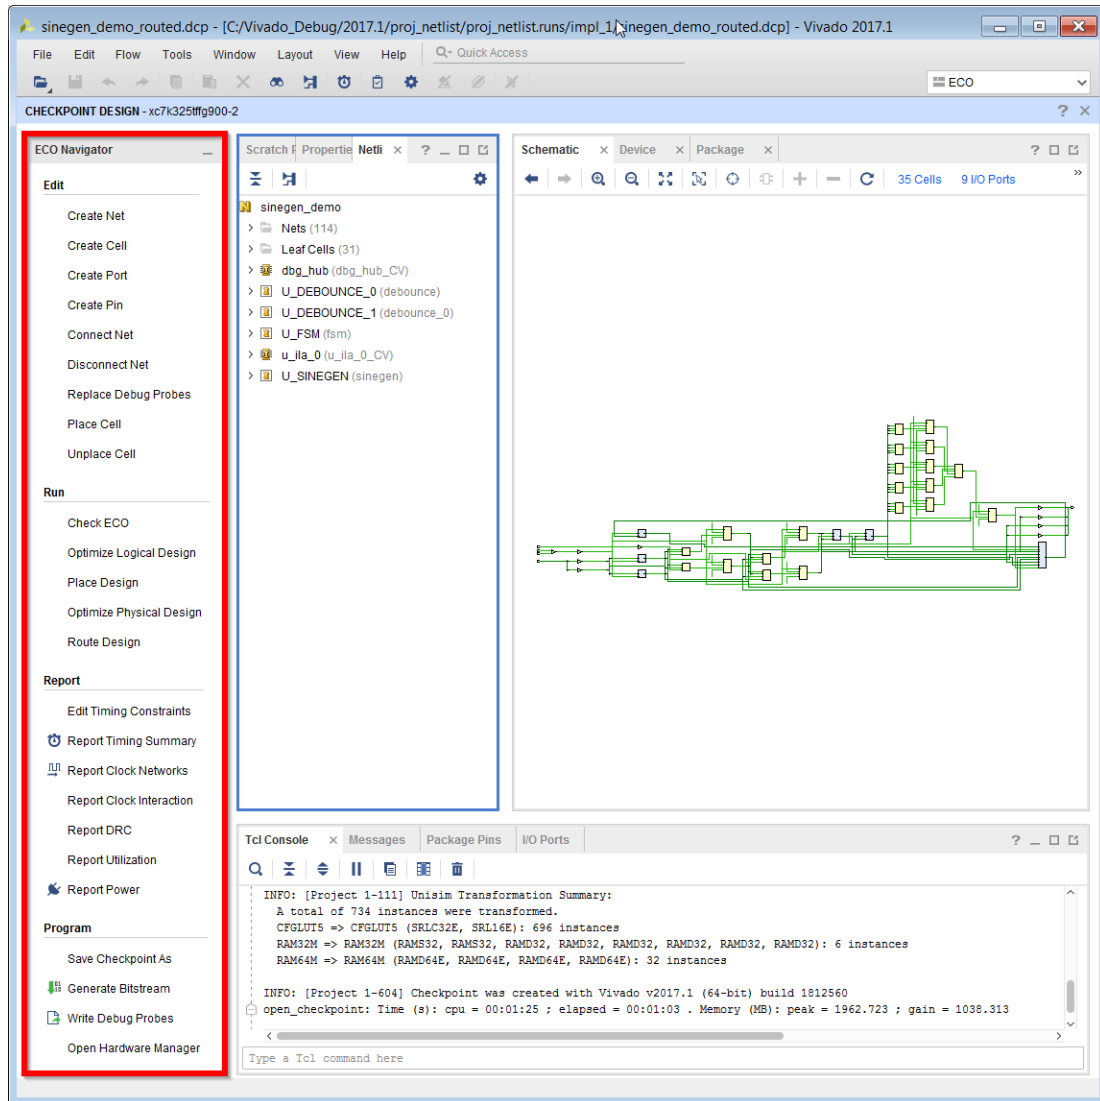 sinegen_demo_routed.dcp - [C:/Vivado_Debug/2017.1/proj_netlist/proj_netlist.runs/impl_1/sinegen_demo_routed.dcp] - Vivado 2017.1
File Edit Flow Tools Window Layout View Help Quick Access
ECO
CHECKPOINT DESIGN - xc7k325tffg900-2
ECO Navigator
Edit
Create Net
Create Cell
Create Port
Create Pin
Connect Net
Disconnect Net
Replace Debug Probes
Place Cell
Unplace Cell
Run
Check ECO
Optimize Logical Design
Place Design
Optimize Physical Design
Route Design
Report
Edit Timing Constraints
Report Timing Summary
Report Clock Networks
Report Clock Interaction
Report DRC
Report Utilization
Report Power
Program
Save Checkpoint As
Generate Bitstream
Write Debug Probes
Open Hardware Manager
Scratch Propertie Netli
sinegen_demo
Nets (114)
Leaf Cells (31)
dbg_hub (dbg_hub_CV)
U_DEBOUNCE_0 (debounce)
U_DEBOUNCE_1 (debounce_0)
U_FSM (fsm)
u_ila_0 (u_ila_0_CV)
U_SINEGEN (sinegen)
Schematic Device Package
35 Cells 9 I/O Ports
Tcl Console Messages Package Pins I/O Ports
INFO: [Project 1-111] Unisim Transformation Summary:
A total of 734 instances were transformed.
CFGLUT5 => CFGLUT5 (SRLC32E, SRL16E): 696 instances
RAM32M => RAM32M (RAMS32, RAMS32, RAMD32, RAMD32, RAMD32, RAMD32, RAMD32, RAMD32): 6 instances
RAM64M => RAM64M (RAMD64E, RAMD64E, RAMD64E, RAMD64E): 32 instances
INFO: [Project 1-604] Checkpoint was created with Vivado v2017.1 (64-bit) build 1812560
open_checkpoint: Time (s): cpu = 00:01:25 ; elapsed = 00:01:03 . Memory (MB): peak = 1962.723 ; gain = 1038.313
Type a Tcl command here